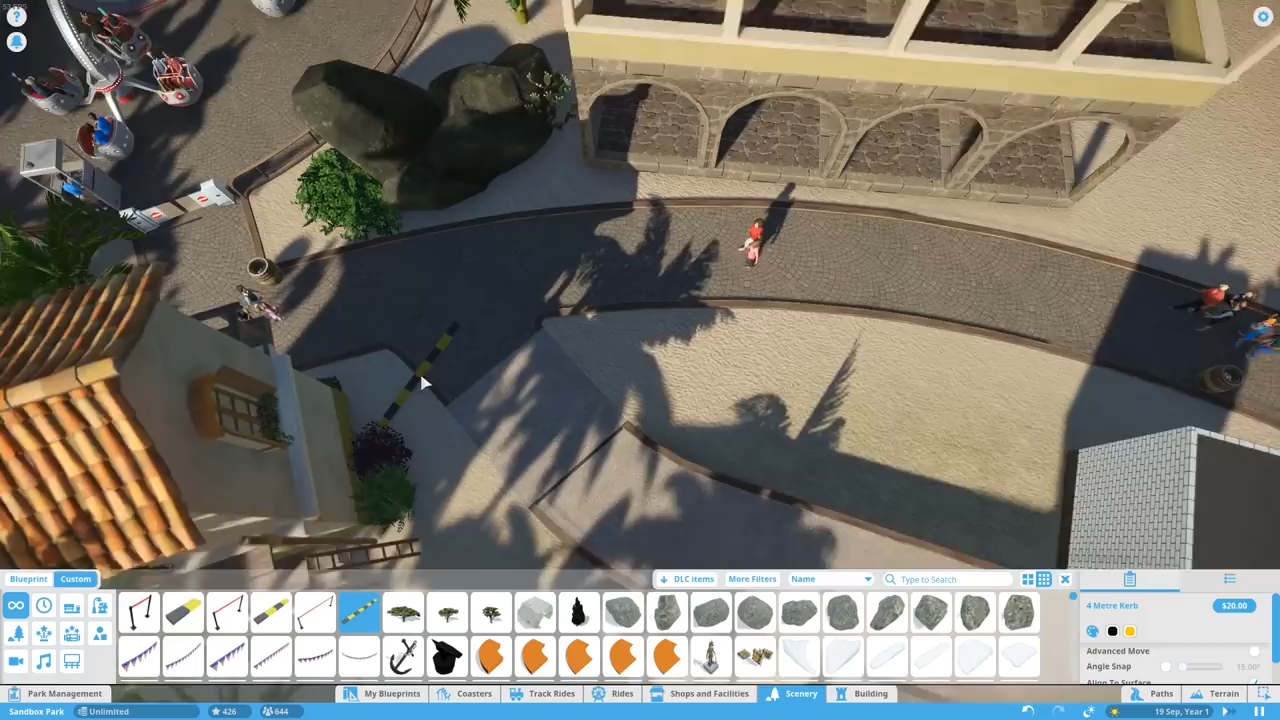 Blueprint
Custom
DLC items
More Filters
Name
Type to Search
4 Metre Kerb
$20.00
Advanced Move
Angle Snap
15.00°
Park Management
My Blueprints
Coasters
Track Rides
Rides
Shops and Facilities
Scenery
Building
Paths
Terrain
Sandbox Park
Unlimited
426
644
19 Sep, Year 1